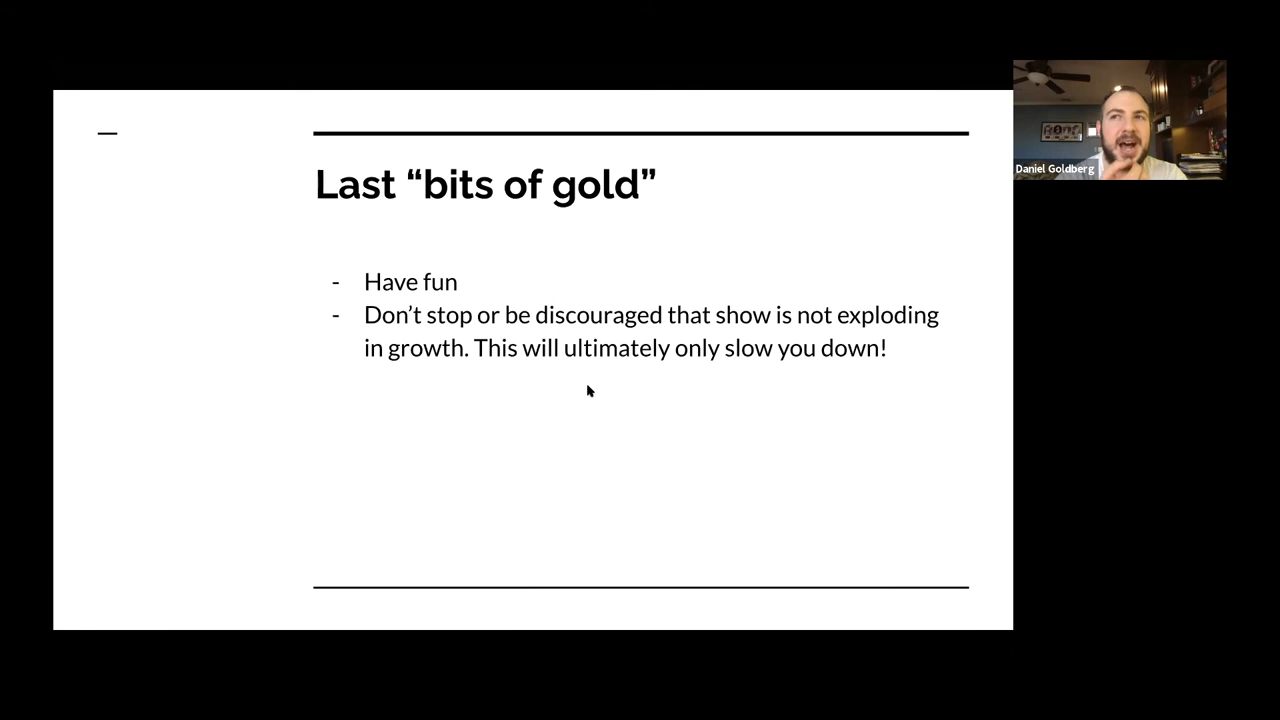 Last “bits of gold”
- Have fun
- Don’t stop or be discouraged that show is not exploding
in growth. This will ultimately only slow you down!
Daniel Goldberg